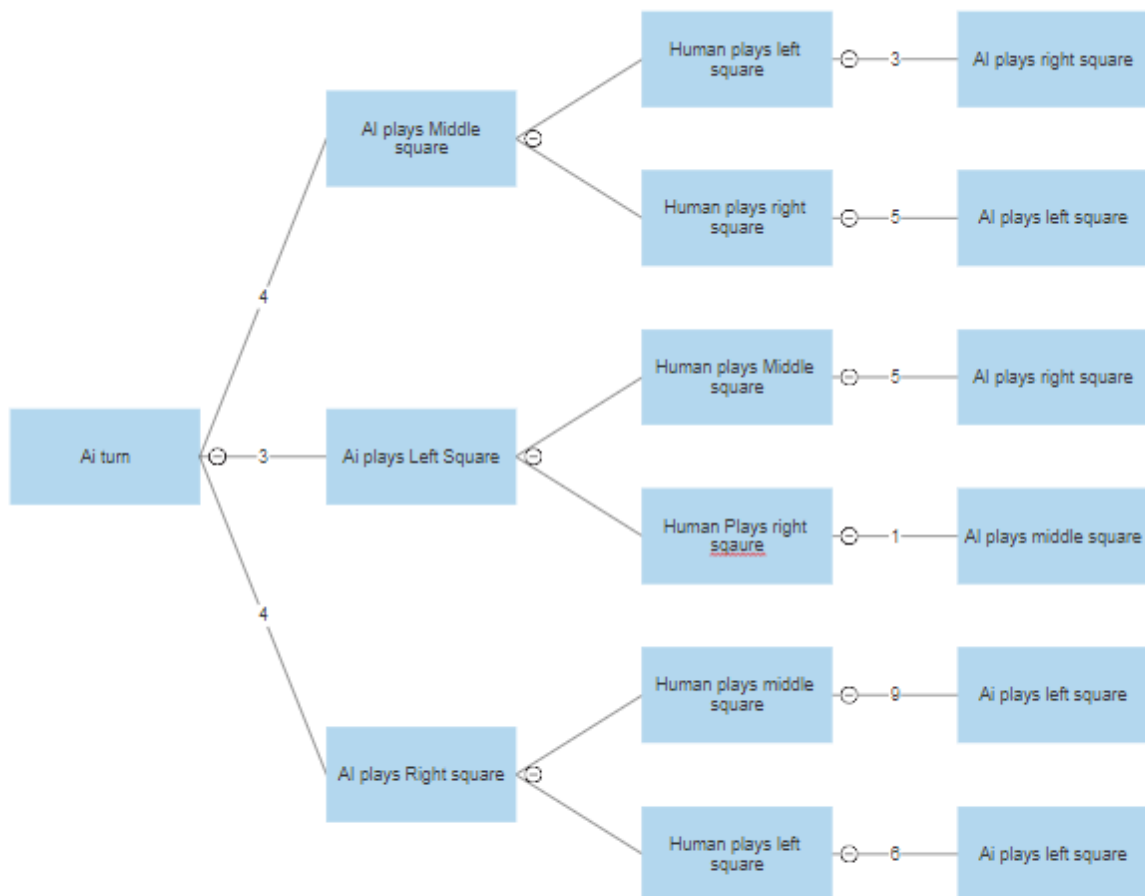 Human plays left
square
3
AI plays right square
AI plays Middle
square
Human plays right
square
5
AI plays left square
4
Human plays Middle
square
5
AI plays right square
Ai turn
3
Ai plays Left Square
Human Plays right
sqaure
1
AI plays middle square
4
Human plays middle
square
9
Ai plays left square
AI plays Right square
Human plays left
square
6
Ai plays left square